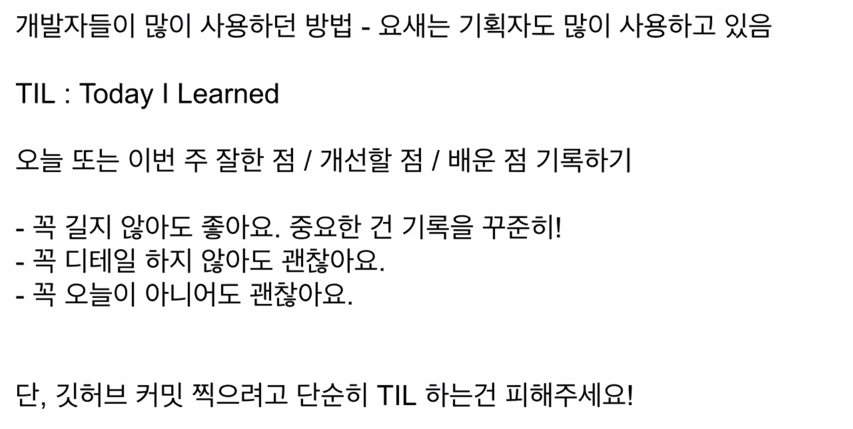 개발자들이 많이 사용하던 방법 - 요새는 기획자도 많이 사용하고 있음
TIL : Today I Learned
오늘 또는 이번 주 잘한 점 / 개선할 점 / 배운 점 기록하기
- 꼭 길지 않아도 좋아요. 중요한 건 기록을 꾸준히!
- 꼭 디테일 하지 않아도 괜찮아요.
- 꼭 오늘이 아니어도 괜찮아요.
단, 깃허브 커밋 찍으려고 단순히 TIL 하는건 피해주세요!